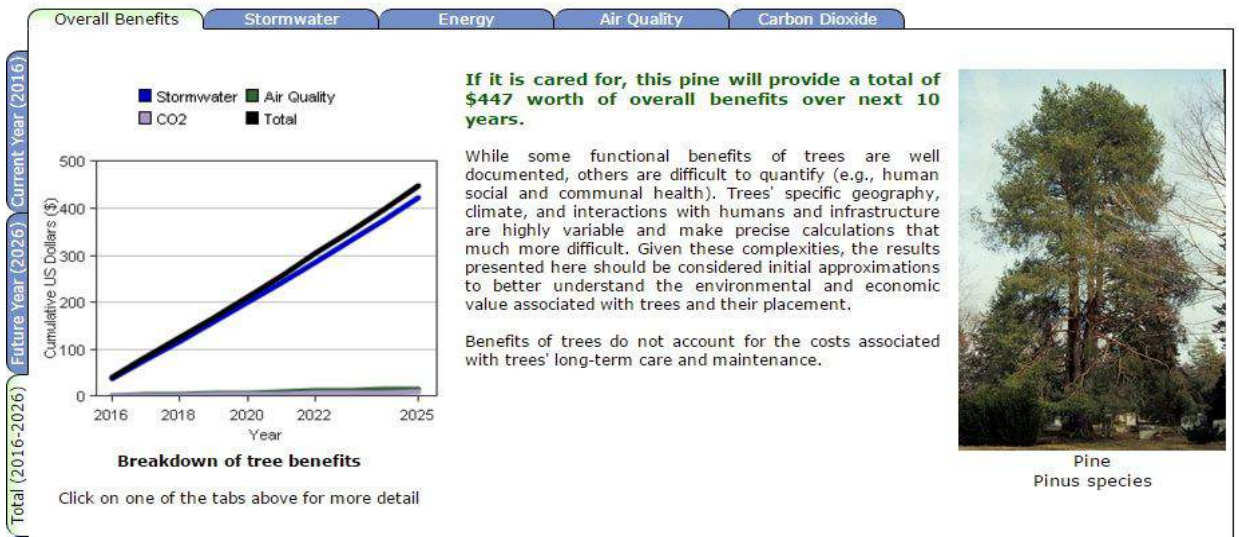 Overall Benefits
Stormwater
Energy
Air Quality
Carbon Dioxide
Current Year (2016)
Future Year (2026)
Total (2016-2026)
Stormwater Air Quality
CO2 Total
500
400
300
200
100
0
Cumulative US Dollars ($)
2016 2018 2020 2022 2025
Year
Breakdown of tree benefits
Click on one of the tabs above for more detail
If it is cared for, this pine will provide a total of
$447 worth of overall benefits over next 10
years.
While some functional benefits of trees are well
documented, others are difficult to quantify (e.g., human
social and communal health). Trees' specific geography,
climate, and interactions with humans and infrastructure
are highly variable and make precise calculations that
much more difficult. Given these complexities, the results
presented here should be considered initial approximations
to better understand the environmental and economic
value associated with trees and their placement.
Benefits of trees do not account for the costs associated
with trees' long-term care and maintenance.
Pine
Pinus species